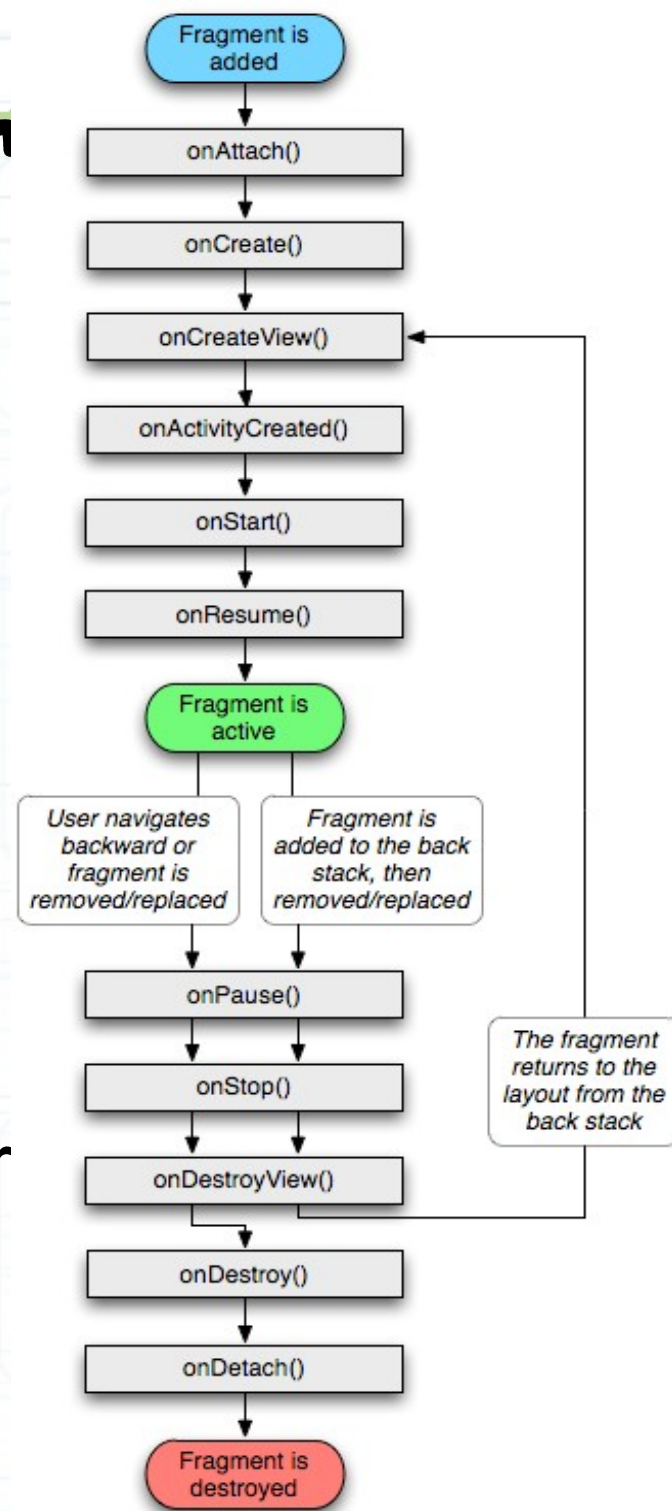 Fragment is
added
onAttach()
onCreate()
onCreateView()
onActivityCreated()
onStart()
onResume()
Fragment is
active
User navigates
backward or
fragment is
removed/replaced
Fragment is
added to the back
stack, then
removed/replaced
onPause()
The fragment
returns to the
layout from the
back stack
onStop()
onDestroyView()
onDestroy()
onDetach()
Fragment is
destroyed